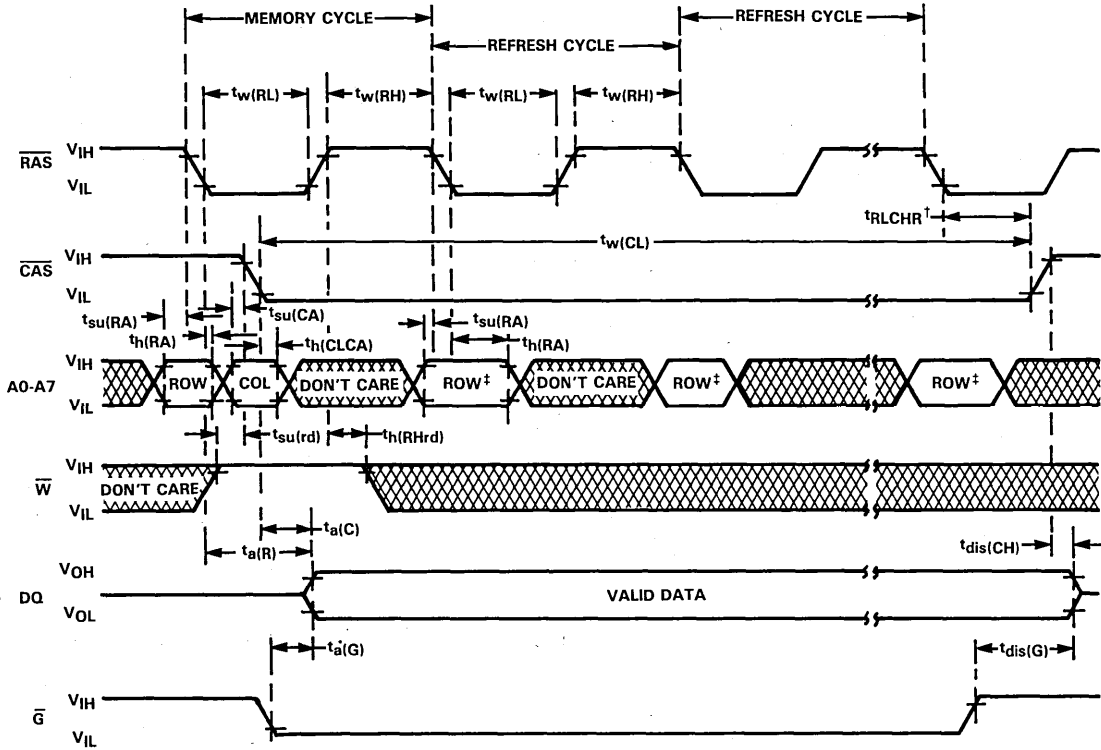 MEMORY CYCLE
REFRESH CYCLE
REFRESH CYCLE
tw(RL)
tw(RH)
tw(RL)
tw(RH)
RAS
VIH
VIL
tRLCHR†
tw(CL)
CAS
VIH
VIL
tsu(RA)
tsu(CA)
tsu(RA)
th(RA)
th(CLCA)
th(RA)
A0-A7
VIH
VIL
ROW
COL
DON'T CARE
ROW‡
DON'T CARE
ROW‡
ROW‡
tsu(rd)
th(RHrd)
W
VIH
VIL
DON'T CARE
ta(C)
ta(R)
tdis(CH)
DQ
VOH
VOL
VALID DATA
ta(G)
tdis(G)
G
VIH
VIL